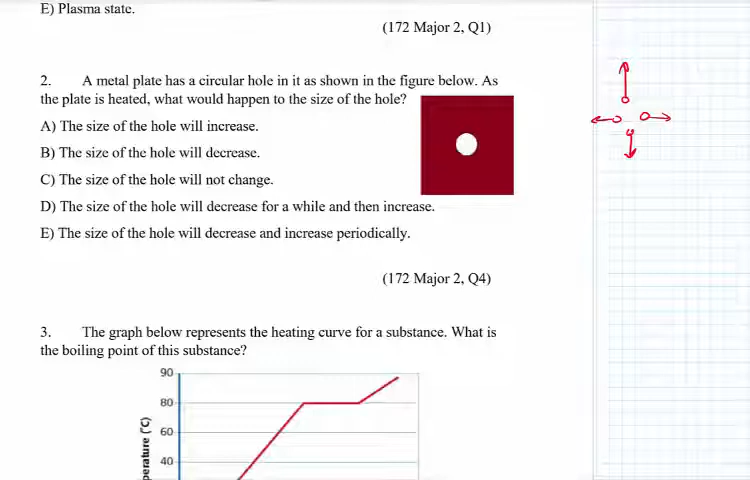 E) Plasma state.
(172 Major 2, Q1)
2. A metal plate has a circular hole in it as shown in the figure below. As
the plate is heated, what would happen to the size of the hole?
A) The size of the hole will increase.
B) The size of the hole will decrease.
C) The size of the hole will not change.
D) The size of the hole will decrease for a while and then increase.
E) The size of the hole will decrease and increase periodically.
(172 Major 2, Q4)
3. The graph below represents the heating curve for a substance. What is
the boiling point of this substance?
90
80
60
40
perature (°C)